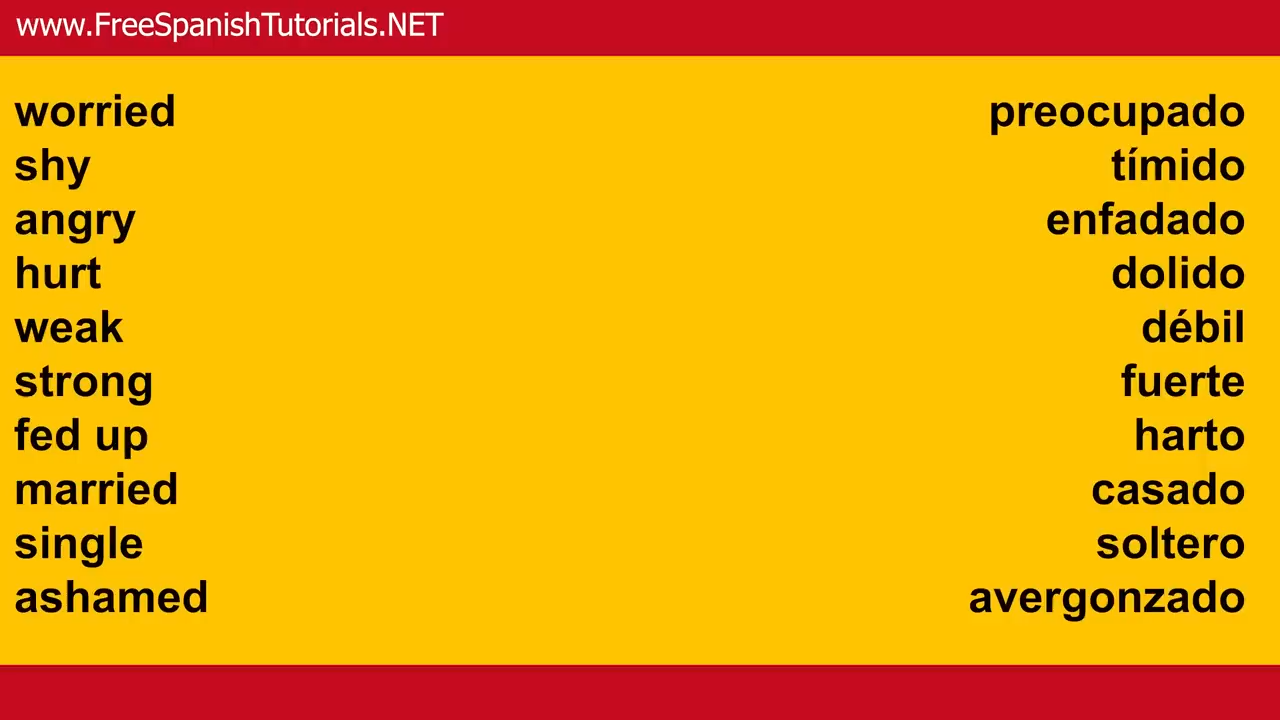 www.FreeSpanishTutorials.NET
worried preocupado
shy tímido
angry enfadado
hurt dolido
weak débil
strong fuerte
fed up harto
married casado
single soltero
ashamed avergonzado